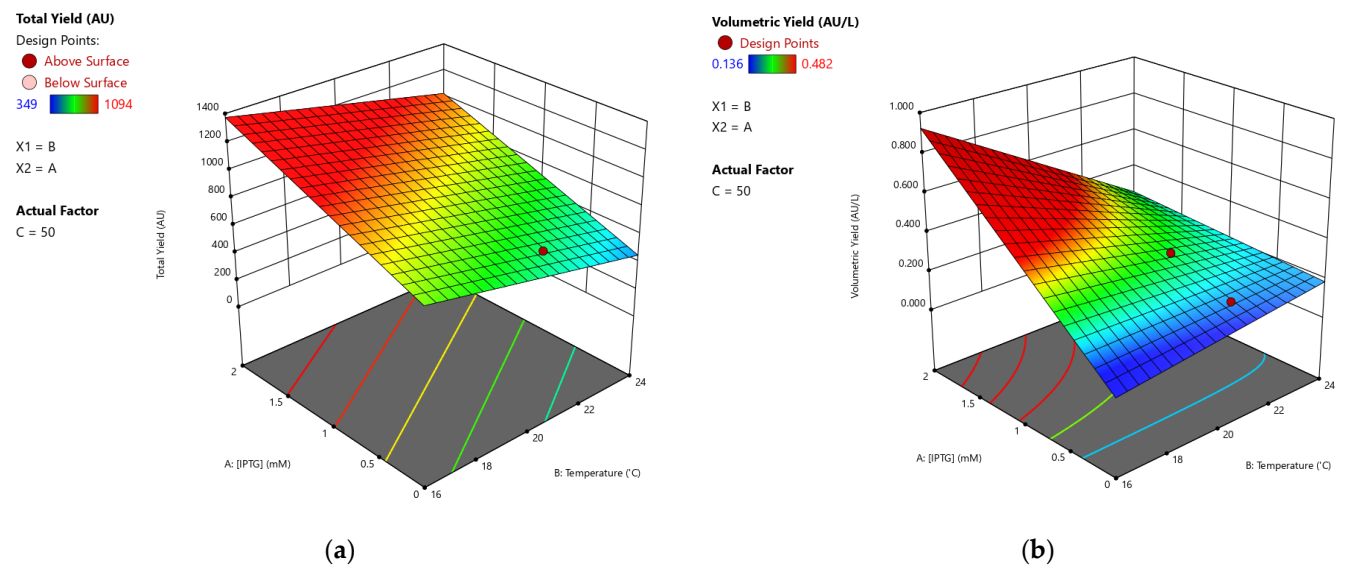 Total Yield (AU)
Design Points:
Above Surface
Below Surface
349 1094
X1 = B
X2 = A
Actual Factor
C = 50
Total Yield (AU)
1400
1200
1000
800
600
400
200
0
2
1.5
1
0.5
0
A: [IPTG] (mM)
16
18
20
22
24
B: Temperature (˚C)
(a)
Volumetric Yield (AU/L)
Design Points
0.136 0.482
X1 = B
X2 = A
Actual Factor
C = 50
Volumetric Yield (AU/L)
1.000
0.800
0.600
0.400
0.200
0.000
2
1.5
1
0.5
0
A: [IPTG] (mM)
16
18
20
22
24
B: Temperature (˚C)
(b)